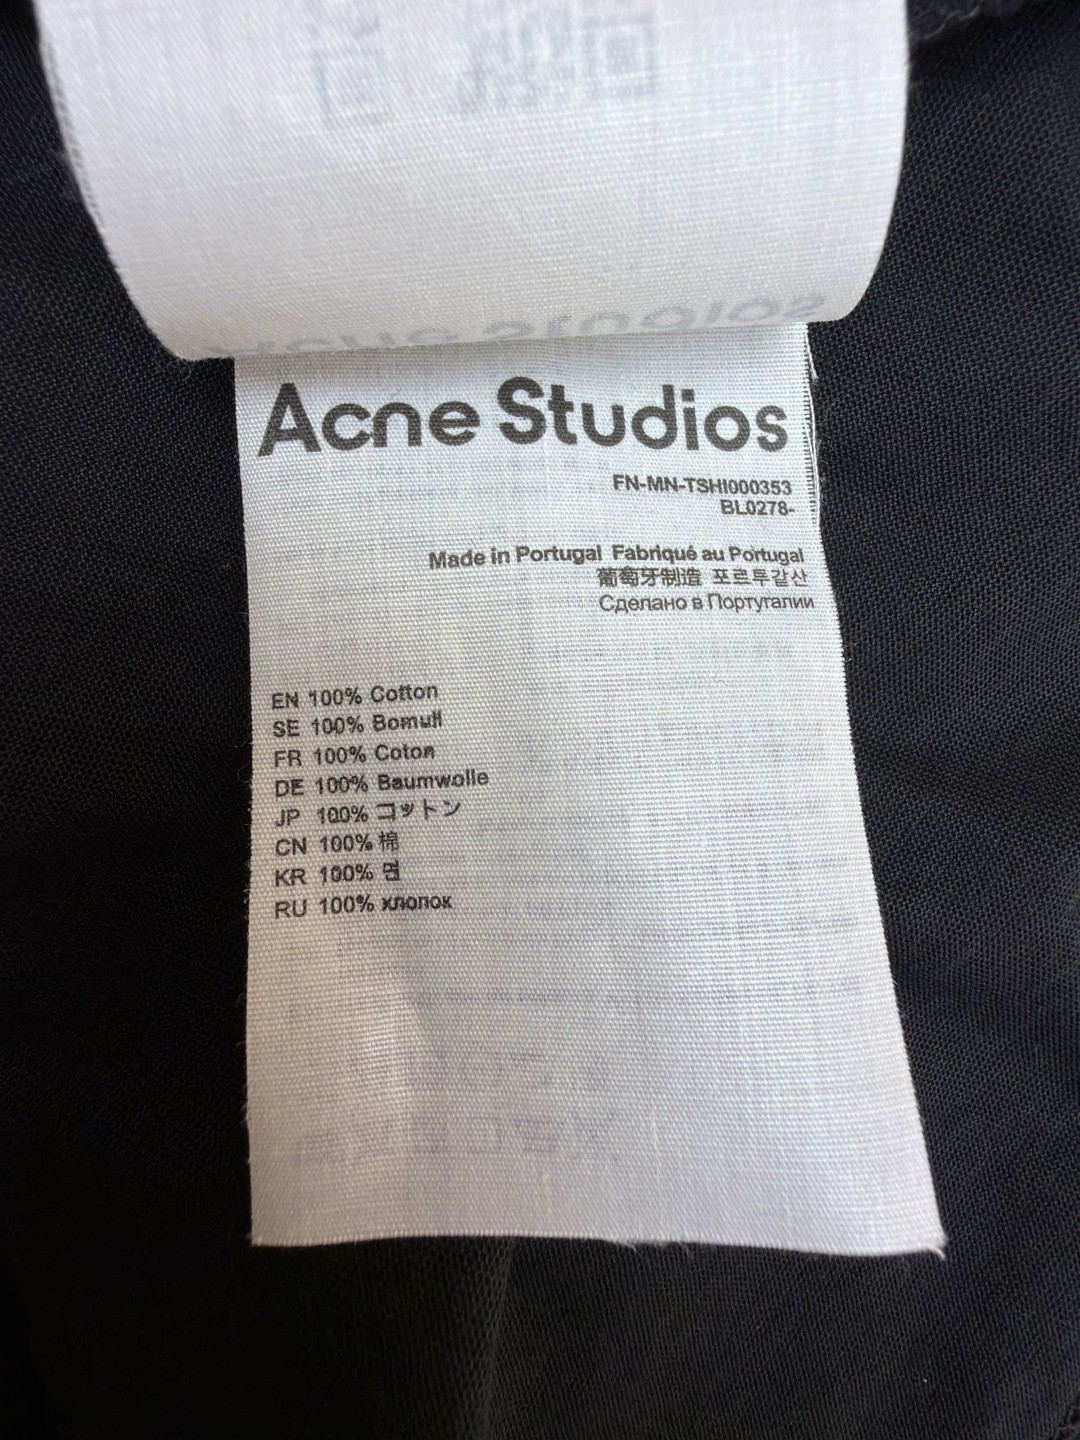 Acne Studios
FN-MN-TSHI000353
BL0278-
Made in Portugal Fabriqué au Portugal
葡萄牙制造 포르투갈산
Сделано в Португалии
EN 100% Cotton
SE 100% Bomull
FR 100% Coton
DE 100% Baumwolle
JP 100% コットン
CN 100% 棉
KR 100% 면
RU 100% хлопок